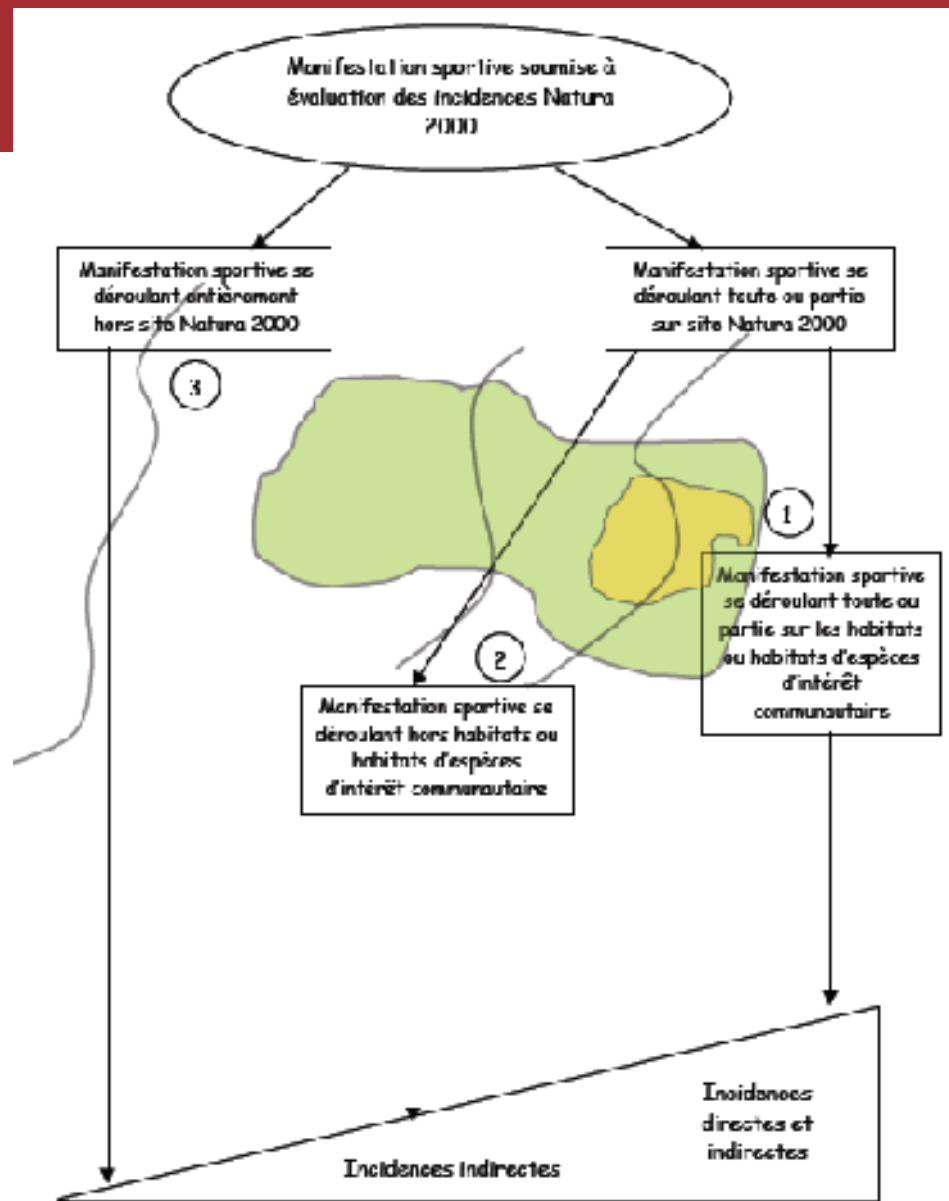 Manifestation sportive soumise à
évaluation des incidences Natura
2000
Manifestation sportive se
déroulant entièrement
hors site Natura 2000
Manifestation sportive se
déroulant toute ou partie
sur site Natura 2000
3
1
Manifestation sportive
se déroulant toute ou
partie sur les habitats
ou habitats d'espèces
d'intérêt
communautaire
2
Manifestation sportive se
déroulant hors habitats ou
habitats d'espèces
d'intérêt communautaire
Incidences
directes et
indirectes
Incidences indirectes